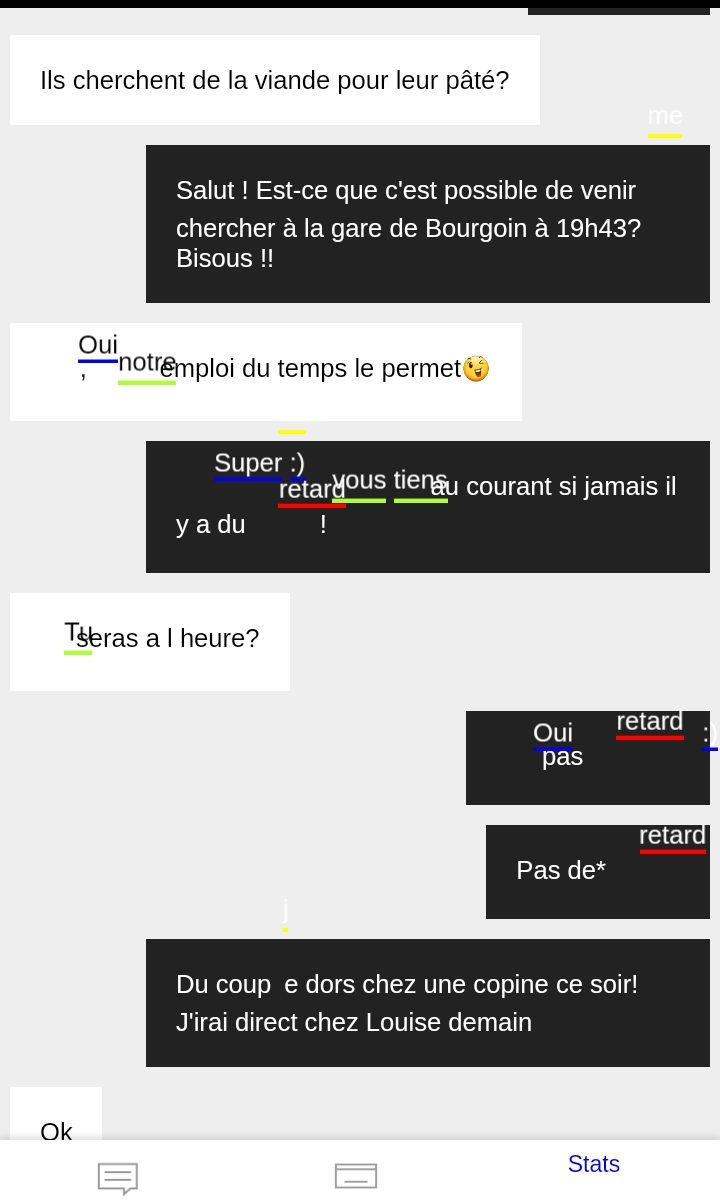 Ils cherchent de la viande pour leur pâté?
me
Salut ! Est-ce que c'est possible de venir
chercher à la gare de Bourgoin à 19h43?
Bisous !!
Oui
, notre emploi du temps le permet😉
Super :) vous tiens au courant si jamais il
y a du retard !
Tu seras a l heure?
Oui pas retard :)
Pas de* retard
j
Du coup e dors chez une copine ce soir!
J'irai direct chez Louise demain
Ok
Stats